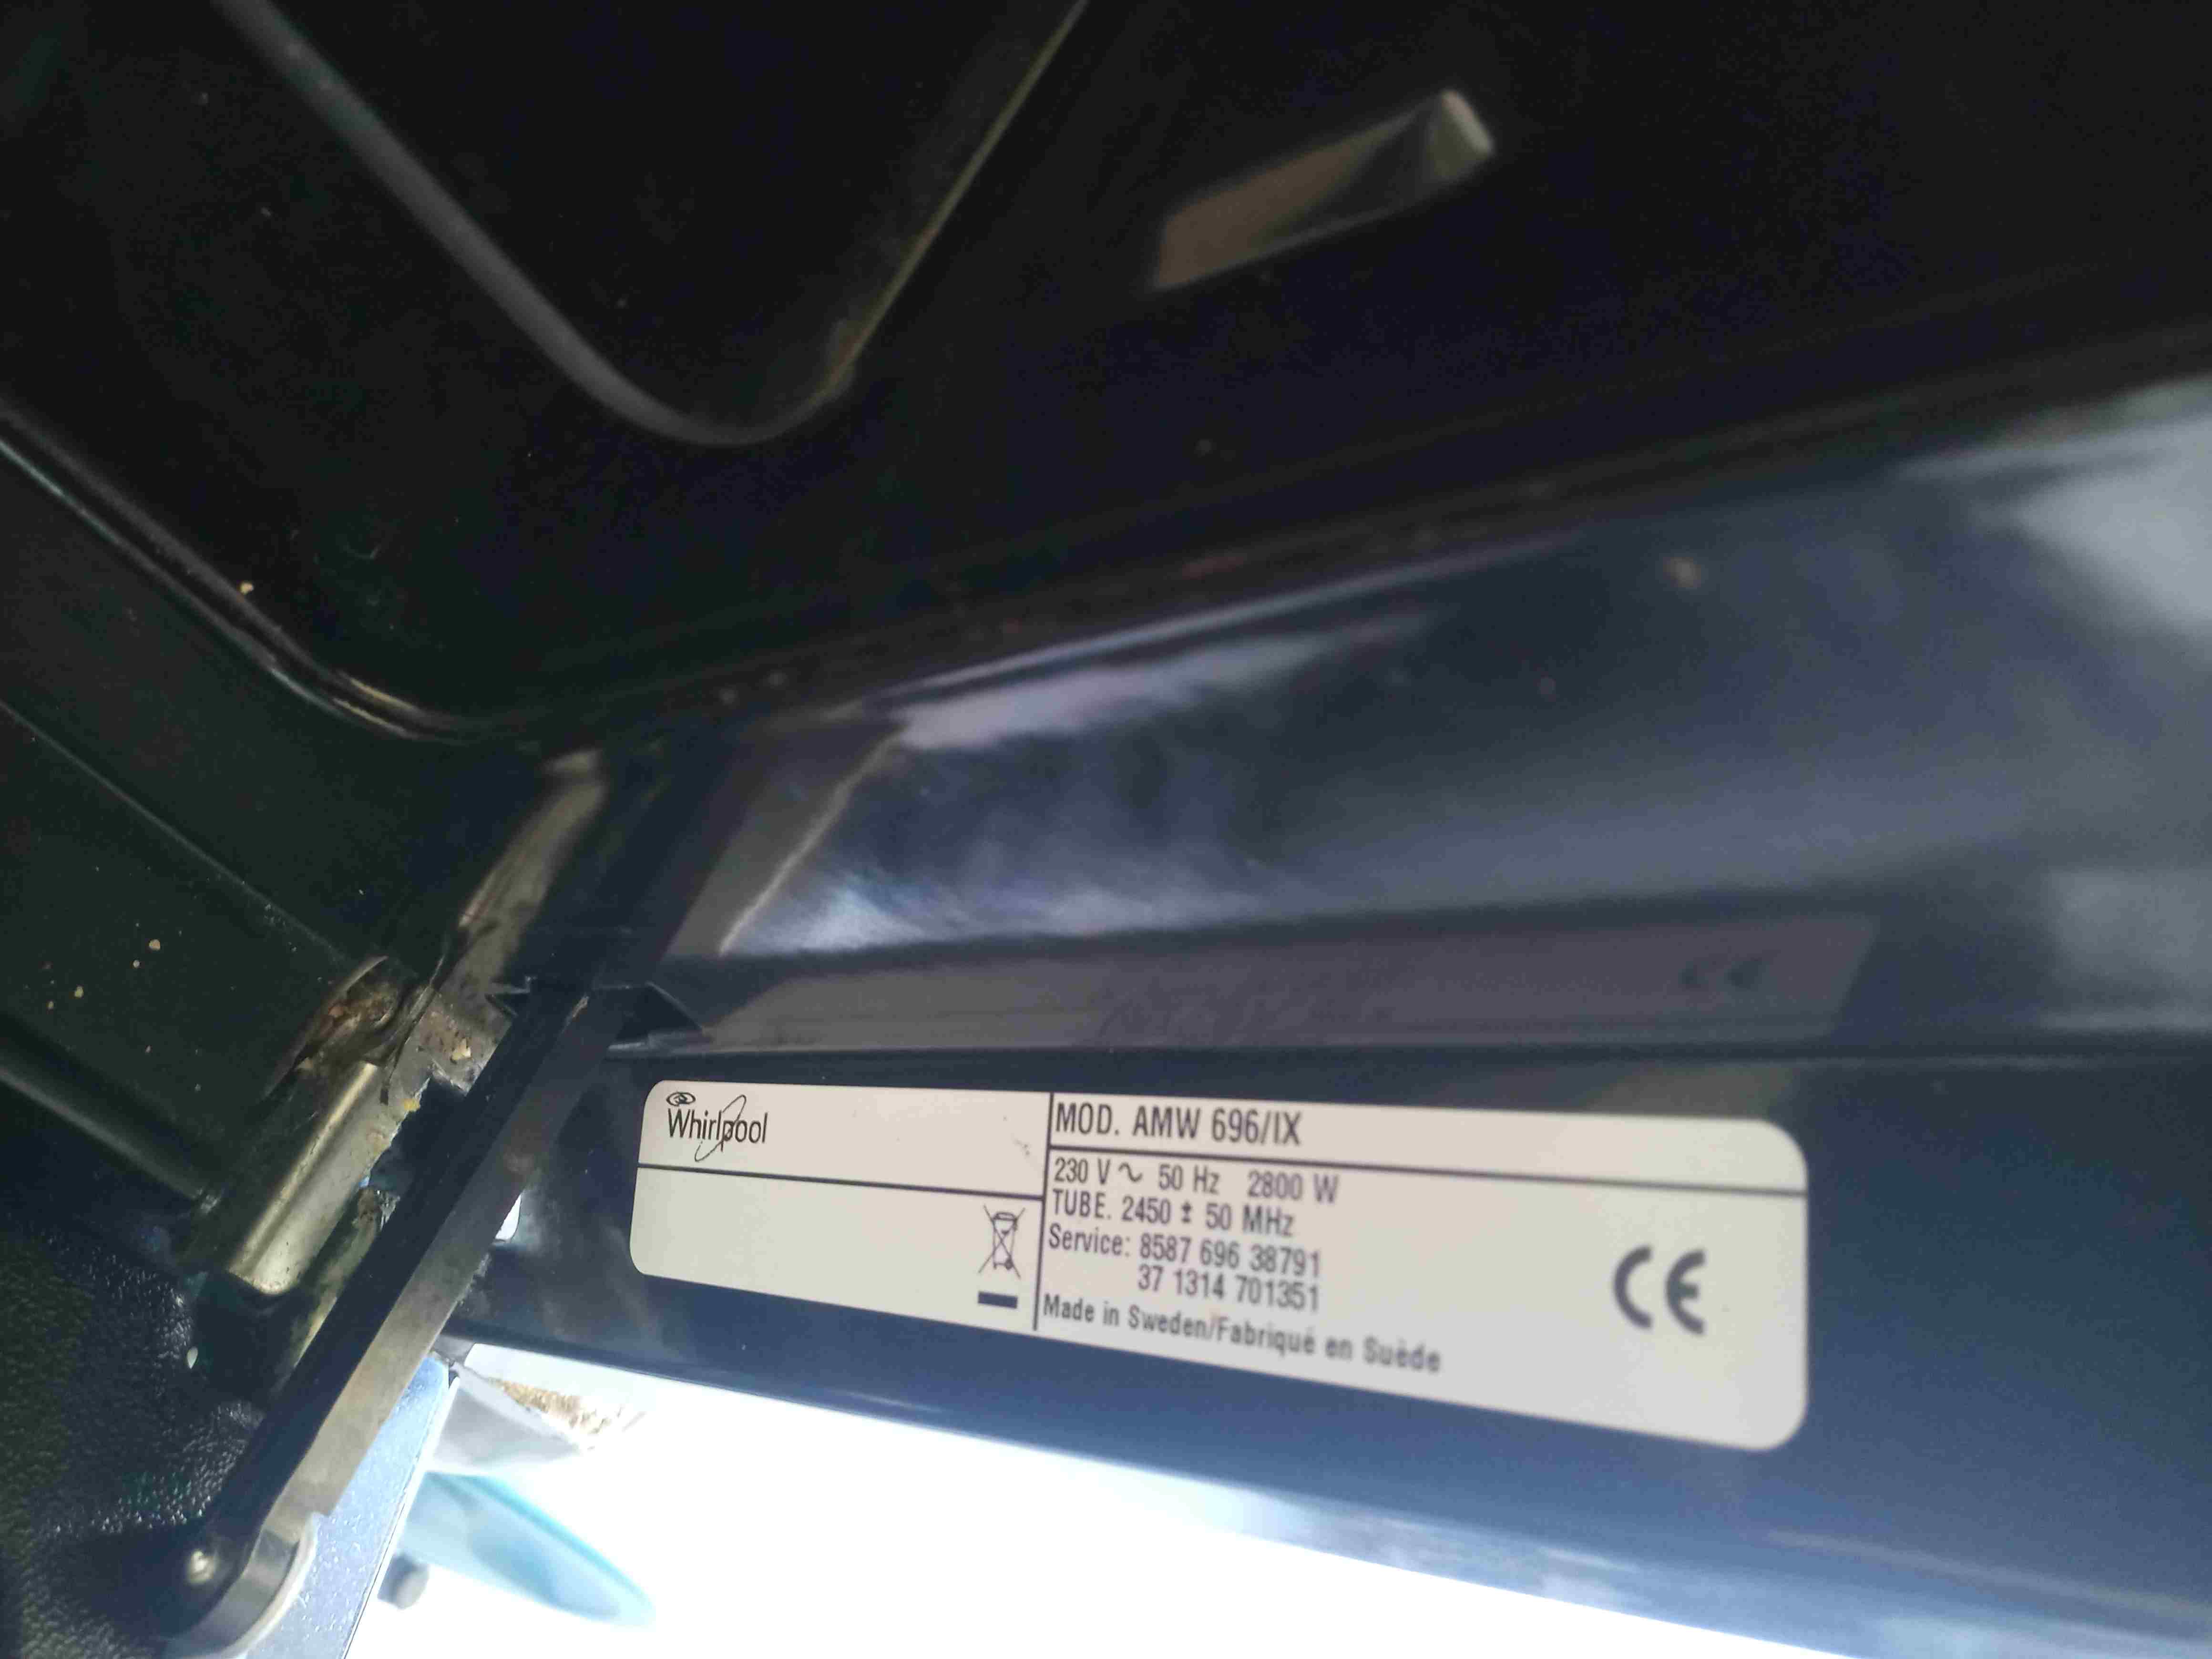 Whirlpool
MOD. AMW 696/IX
230 V ~ 50 Hz 2800 W
TUBE. 2450 ± 50 MHz
Service: 8587 696 38791
37 1314 701351
Made in Sweden/Fabriqué en Suède
CE